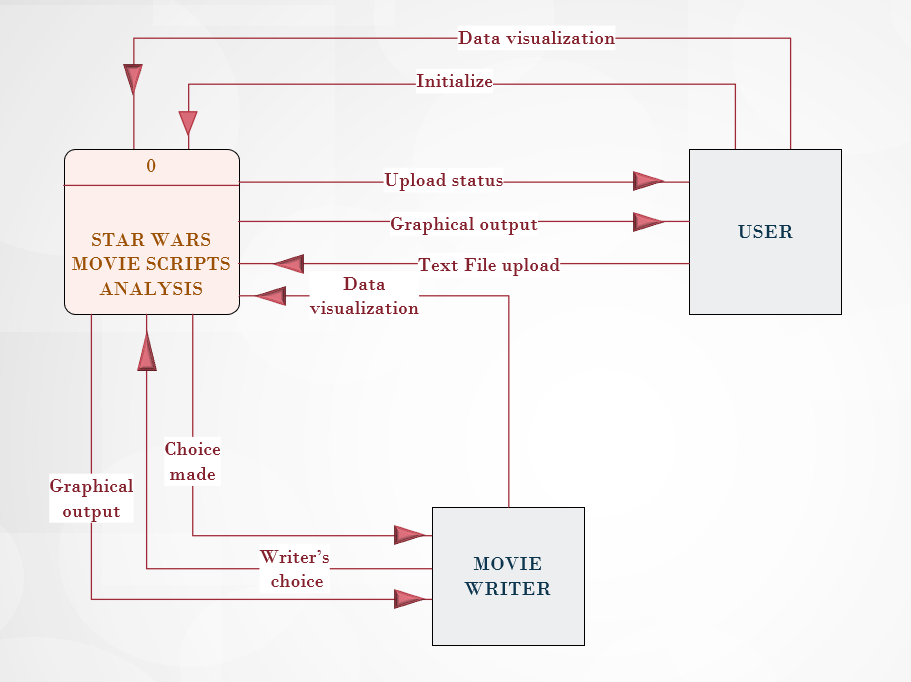 Data visualization
Initialize
0
Upload status
Graphical output
STAR WARS
MOVIE SCRIPTS
ANALYSIS
USER
Text File upload
Data
visualization
Choice
made
Graphical
output
Writer's
choice
MOVIE
WRITER